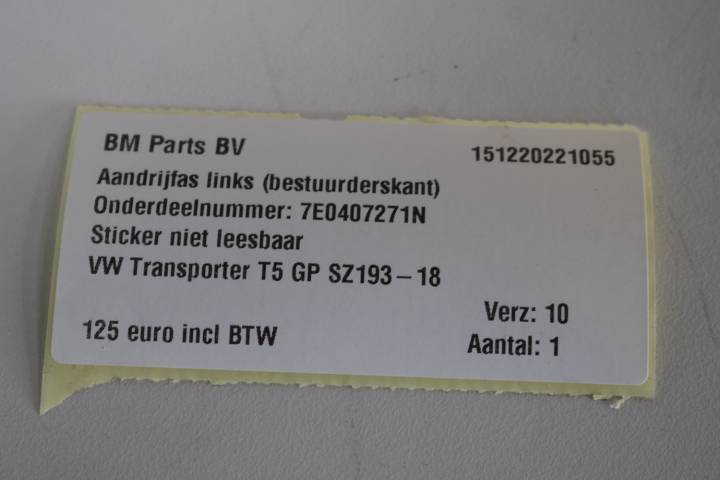 BM Parts BV 151220221055
Aandrijfas links (bestuurderskant)
Onderdeelnummer: 7E0407271N
Sticker niet leesbaar
VW Transporter T5 GP SZ193-18
Verz: 10
125 euro incl BTW
Aantal: 1